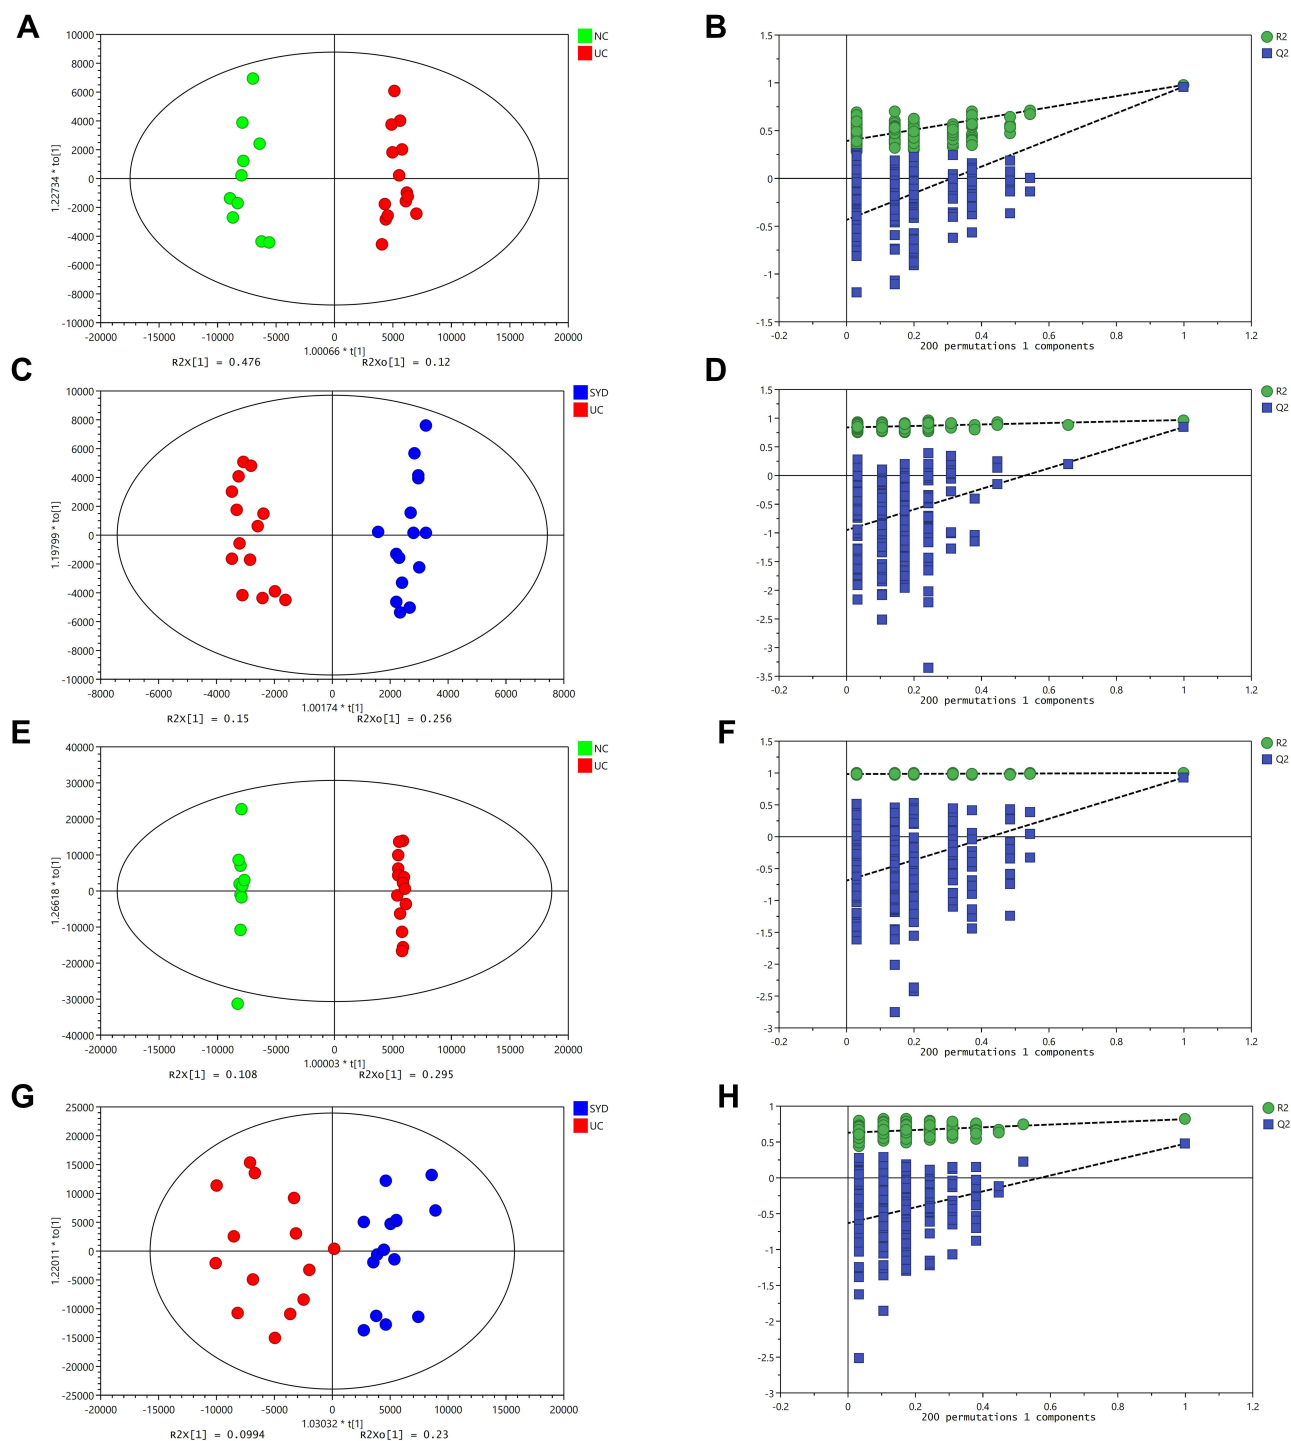 A
10000
8000
6000
4000
2000
0
-2000
-4000
-6000
-8000
-10000
1.22734 * to[1]
-20000 -15000 -10000 -5000 0 5000 10000 15000 20000
1.00066 * t[1]
R2X[1] = 0.476 R2Xo[1] = 0.12
NC
UC
B
1.5
1
0.5
0
-0.5
-1
-1.5
-0.2 0 0.2 0.4 0.6 0.8 1 1.2
200 permutations 1 components
R2
Q2
C
10000
8000
6000
4000
2000
0
-2000
-4000
-6000
-8000
-10000
1.19799 * to[1]
-8000 -6000 -4000 -2000 0 2000 4000 6000 8000
1.00174 * t[1]
R2X[1] = 0.15 R2Xo[1] = 0.256
SYD
UC
D
1.5
1
0.5
0
-0.5
-1
-1.5
-2
-2.5
-3
-3.5
-0.2 0 0.2 0.4 0.6 0.8 1 1.2
200 permutations 1 components
R2
Q2
E
40000
30000
20000
10000
0
-10000
-20000
-30000
-40000
1.26618 * to[1]
-20000 -15000 -10000 -5000 0 5000 10000 15000 20000
1.00003 * t[1]
R2X[1] = 0.108 R2Xo[1] = 0.295
NC
UC
F
1.5
1
0.5
0
-0.5
-1
-1.5
-2
-2.5
-3
-0.2 0 0.2 0.4 0.6 0.8 1 1.2
200 permutations 1 components
R2
Q2
G
25000
20000
15000
10000
5000
0
-5000
-10000
-15000
-20000
-25000
1.22011 * to[1]
-20000 -15000 -10000 -5000 0 5000 10000 15000 20000
1.03032 * t[1]
R2X[1] = 0.0994 R2Xo[1] = 0.23
SYD
UC
H
1
0.5
0
-0.5
-1
-1.5
-2
-2.5
-3
-0.2 0 0.2 0.4 0.6 0.8 1 1.2
200 permutations 1 components
R2
Q2